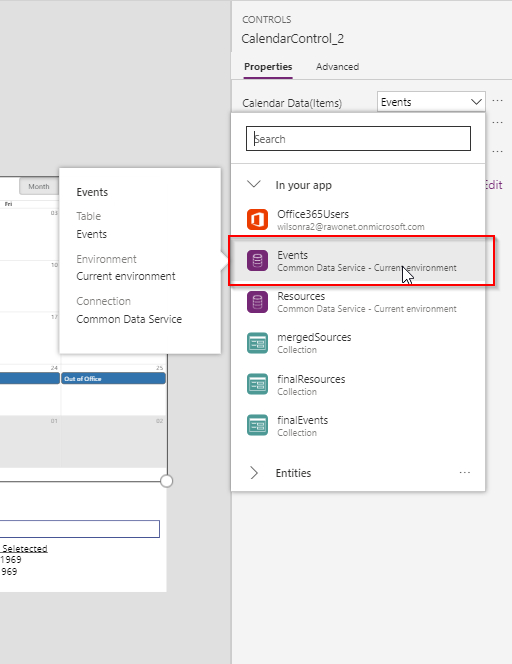 CONTROLS
CalendarControl_2
Properties Advanced
Calendar Data(Items) Events ...
...
...
Edit
Search
In your app
Office365Users
wilsonra2@rawonet.onmicrosoft.com
Events
Common Data Service - Current environment
Resources
Common Data Service - Current environment
mergedSources
Collection
finalResources
Collection
finalEvents
Collection
Entities ...
Events
Table
Events
Environment
Current environment
Connection
Common Data Service
Month
Fri
03
10
17
24 25
Out of Office
01 02
Seletected
1969
969